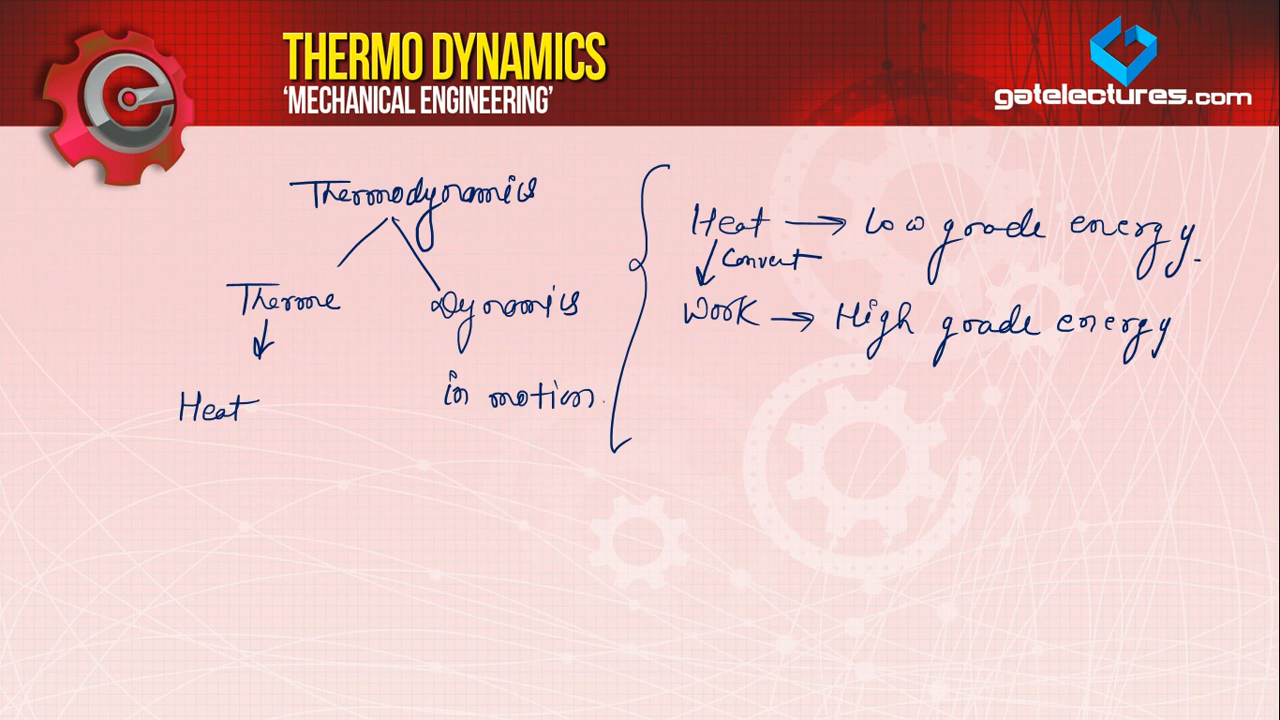 THERMO DYNAMICS
'MECHANICAL ENGINEERING'
gatelectures.com
Thermodynamics
Therme
Dynamics
Heat
in motion.
Heat → Low grade energy.
↓ Convert
Work → High grade energy